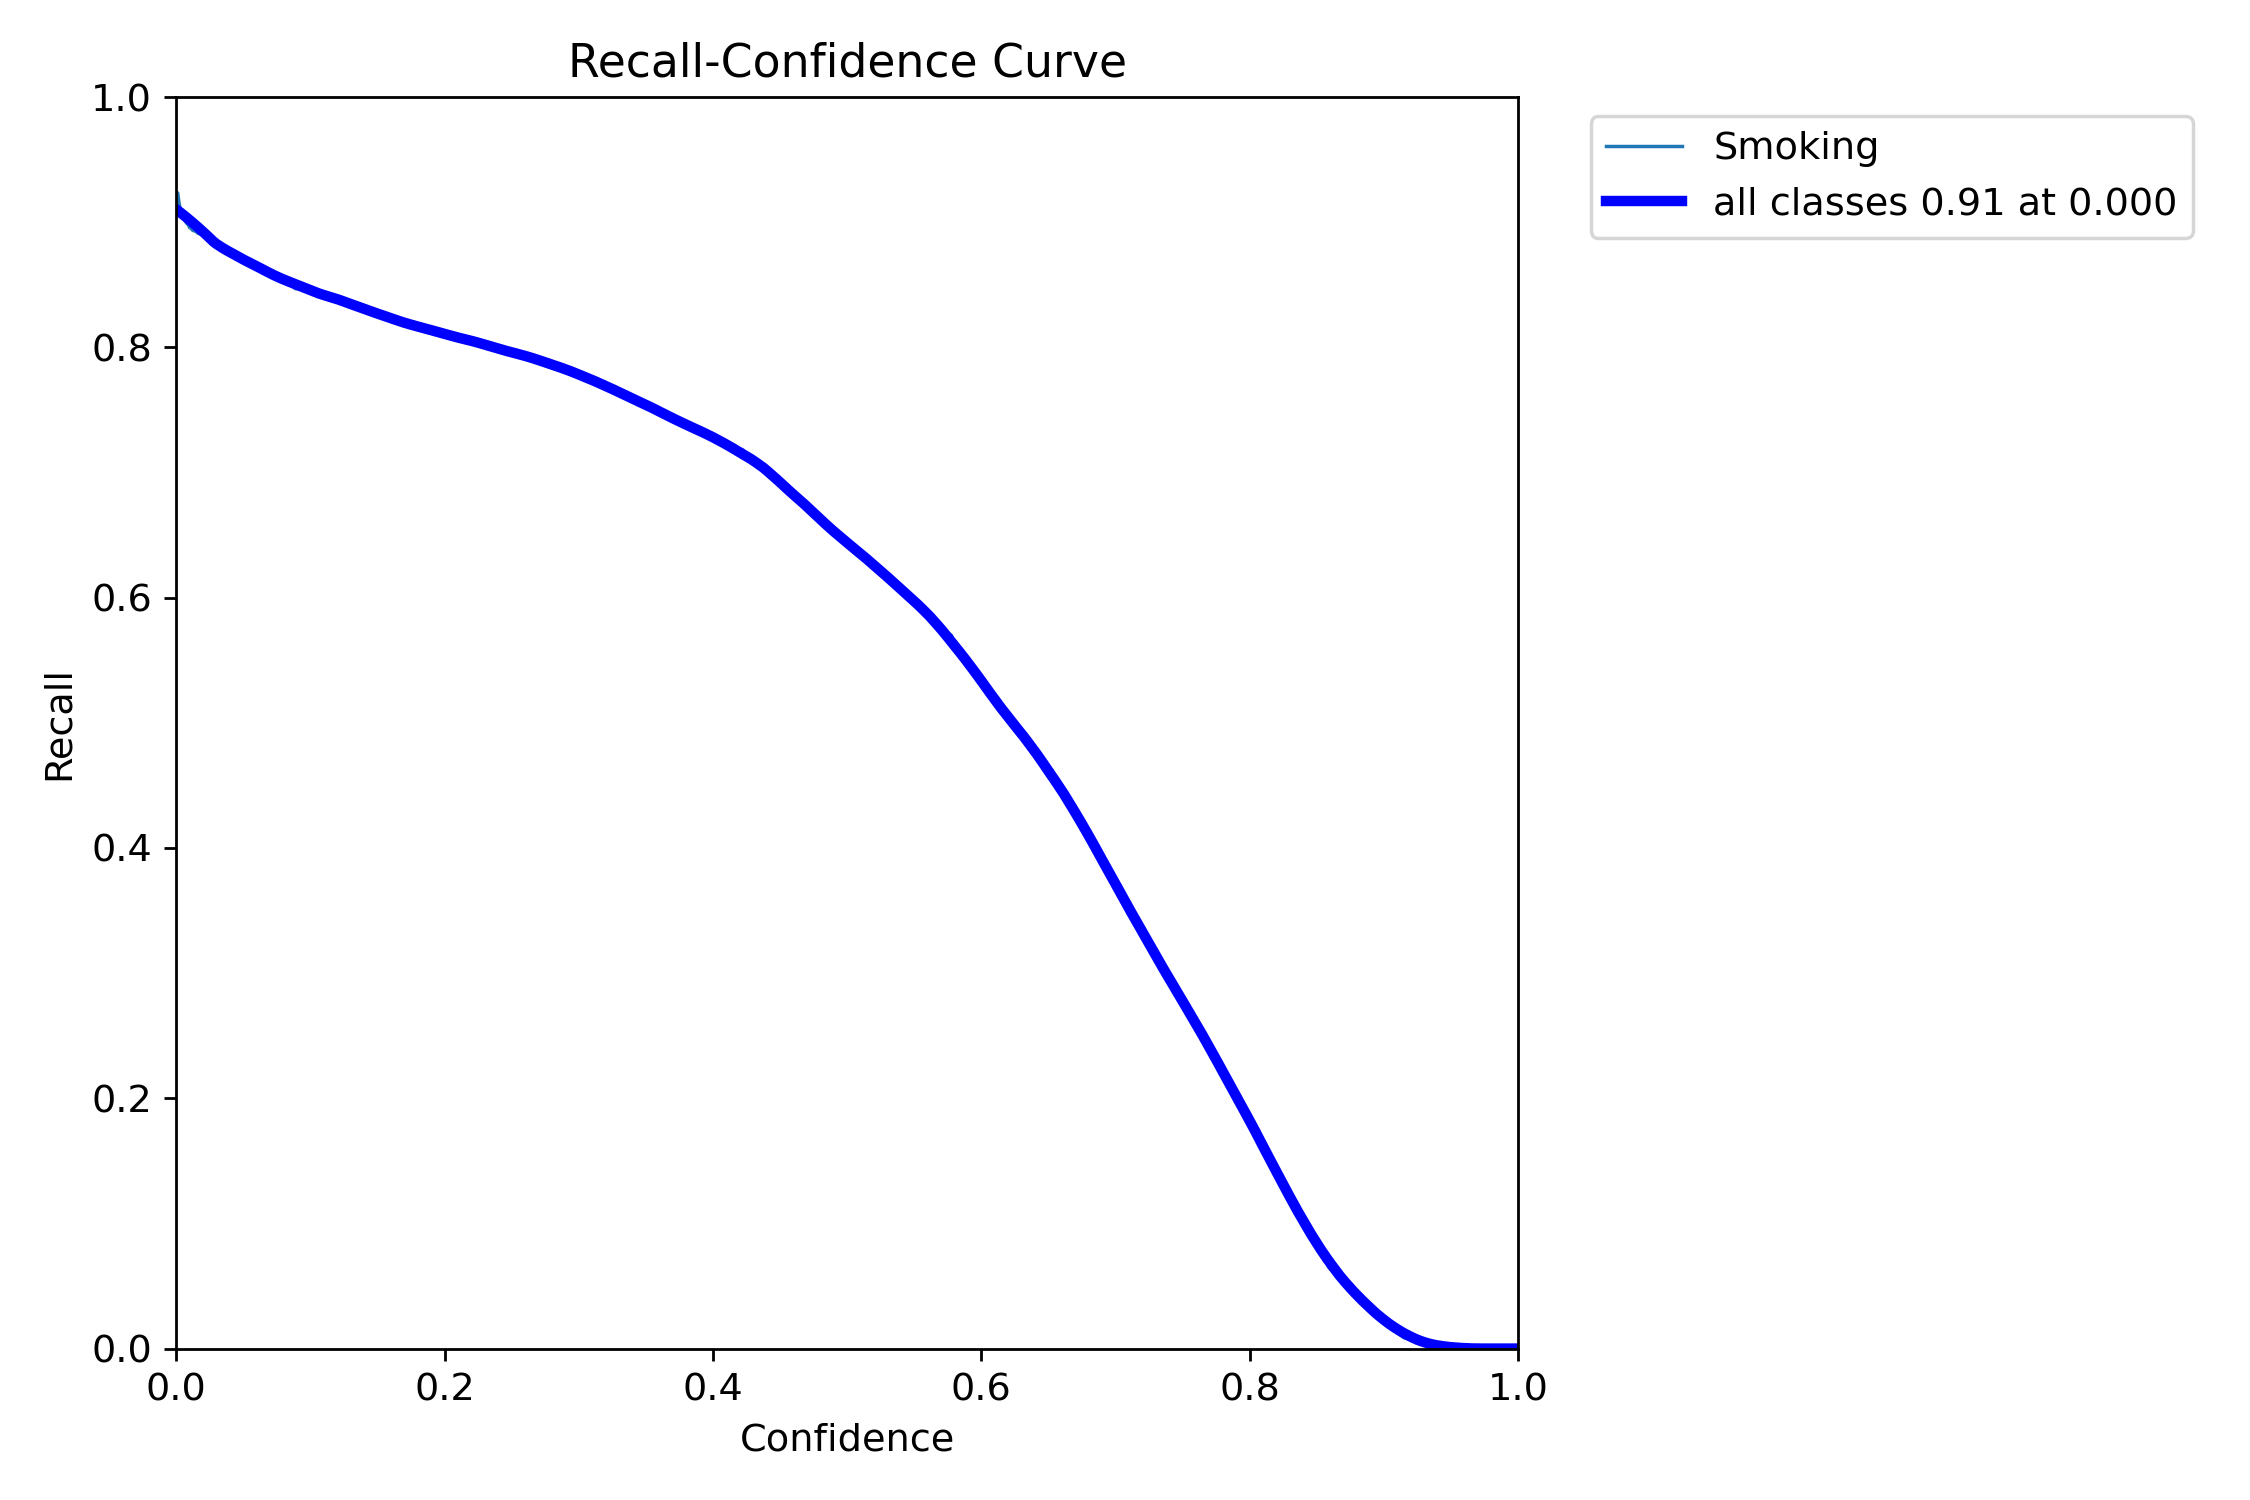 Recall-Confidence Curve
Smoking
all classes 0.91 at 0.000
1.0
0.8
0.6
0.4
0.2
0.0
Recall
0.0 0.2 0.4 0.6 0.8 1.0
Confidence